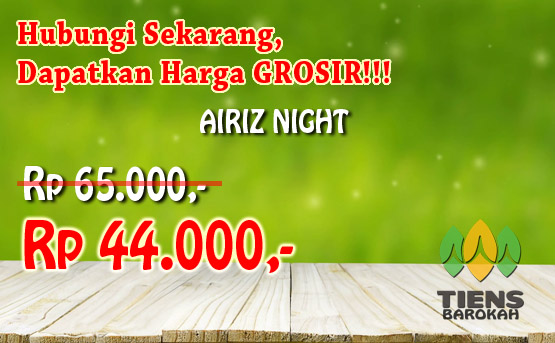 Hubungi Sekarang,
Dapatkan Harga GROSIR!!!
AIRIZ NIGHT
Rp 65.000,-
Rp 44.000,-
TIENS
BAROKAH